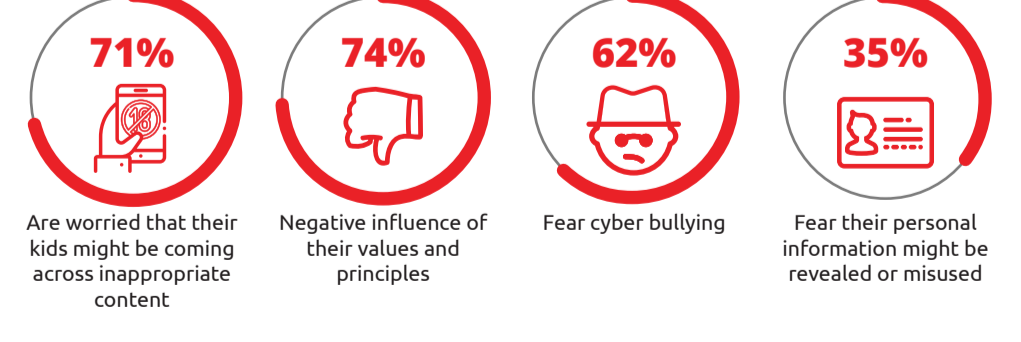 71%
74%
62%
35%
18
Are worried that their
kids might be coming
across inappropriate
content
Negative influence of
their values and
principles
Fear cyber bullying
Fear their personal
information might be
revealed or misused